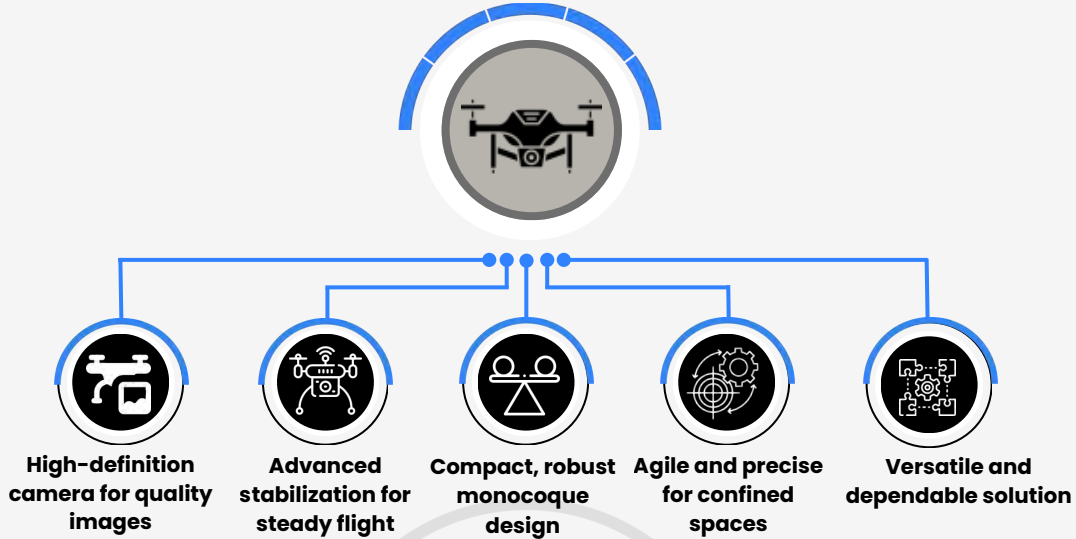 High-definition
camera for quality
images
Advanced
stabilization for
steady flight
Compact, robust
monocoque
design
Agile and precise
for confined
spaces
Versatile and
dependable solution